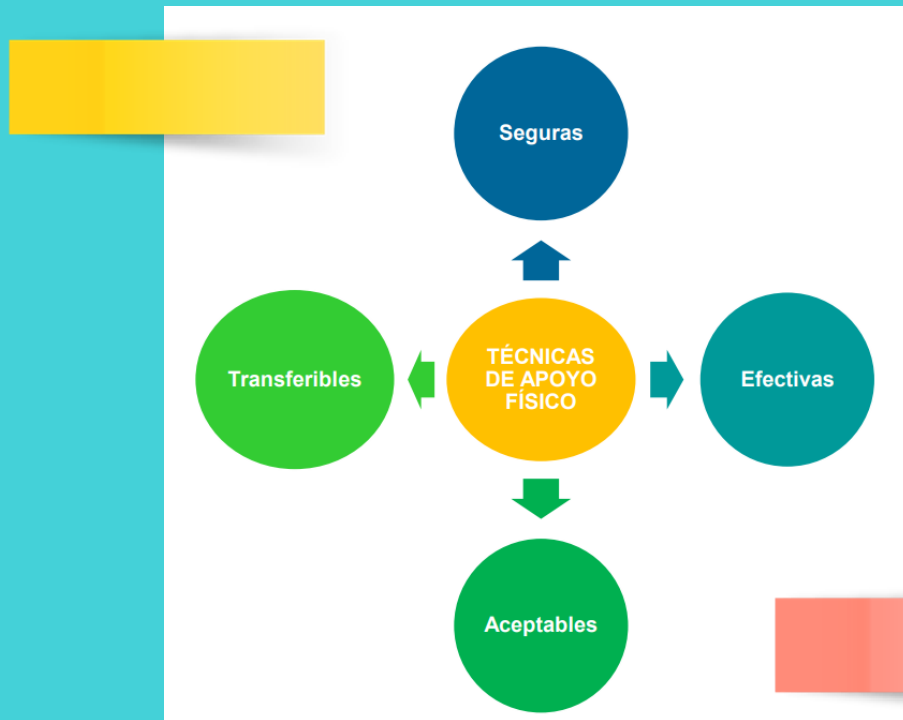 Seguras
Transferibles
TÉCNICAS
DE APOYO
FÍSICO
Efectivas
Aceptables